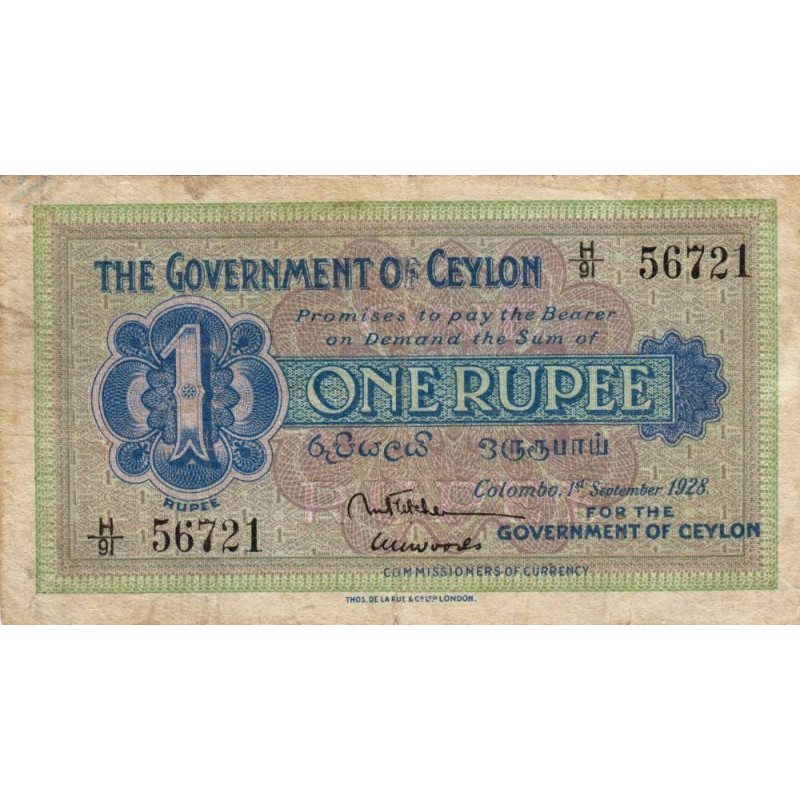 THE GOVERNMENT OF CEYLON H/91 56721
Promises to pay the Bearer
on Demand the Sum of
1 ONE RUPEE
රුපියලයි ஒருரூபாய்
RUPEE
Colombo, 1st September 1928.
FOR THE
GOVERNMENT OF CEYLON
H/91 56721
COMMISSIONERS OF CURRENCY.
THOS. DE LA RUE & Co. LTD LONDON.